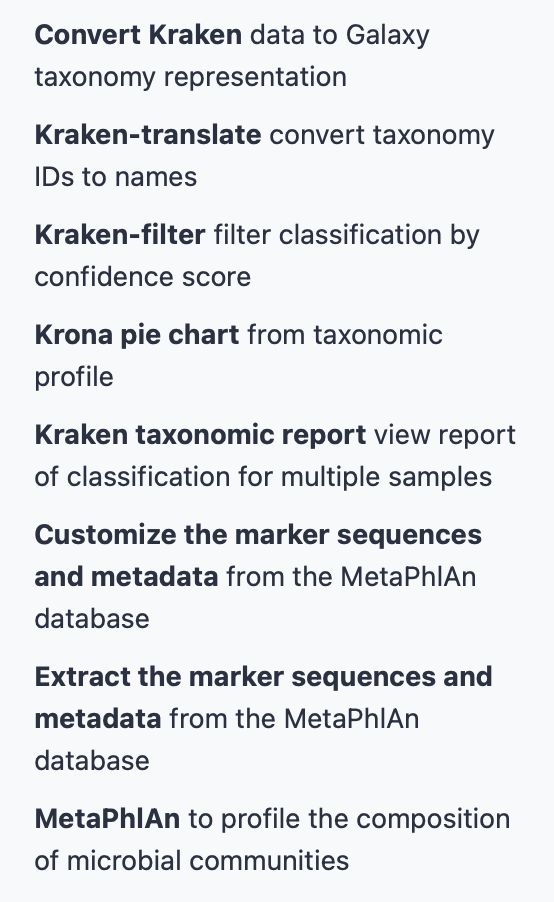 Convert Kraken data to Galaxy
taxonomy representation
Kraken-translate convert taxonomy
IDs to names
Kraken-filter filter classification by
confidence score
Krona pie chart from taxonomic
profile
Kraken taxonomic report view report
of classification for multiple samples
Customize the marker sequences
and metadata from the MetaPhlAn
database
Extract the marker sequences and
metadata from the MetaPhlAn
database
MetaPhlAn to profile the composition
of microbial communities